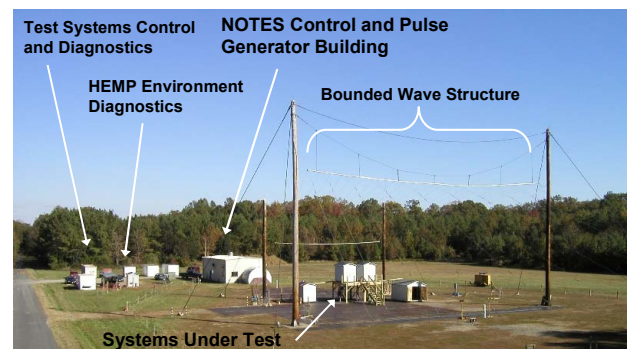 Test Systems Control
and Diagnostics
NOTES Control and Pulse
Generator Building
HEMP Environment
Diagnostics
Bounded Wave Structure
Systems Under Test